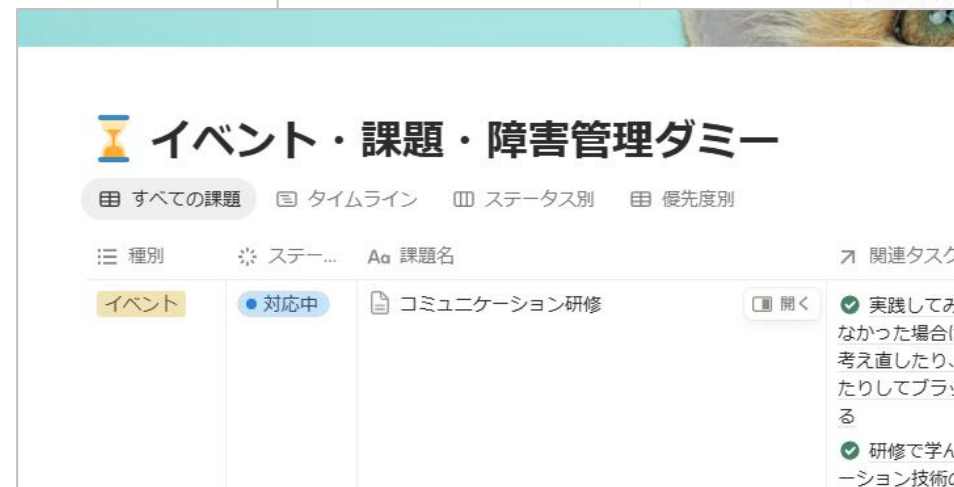 イベント・課題・障害管理ダミー
すべての課題 タイムライン ステータス別 優先度別
種別 ステー... Aa 課題名 関連タスク
イベント 対応中 コミュニケーション研修 開く 実践してみ
なかった場合
考え直したり、
たりしてブラッ
る
研修で学ん
ーション技術の